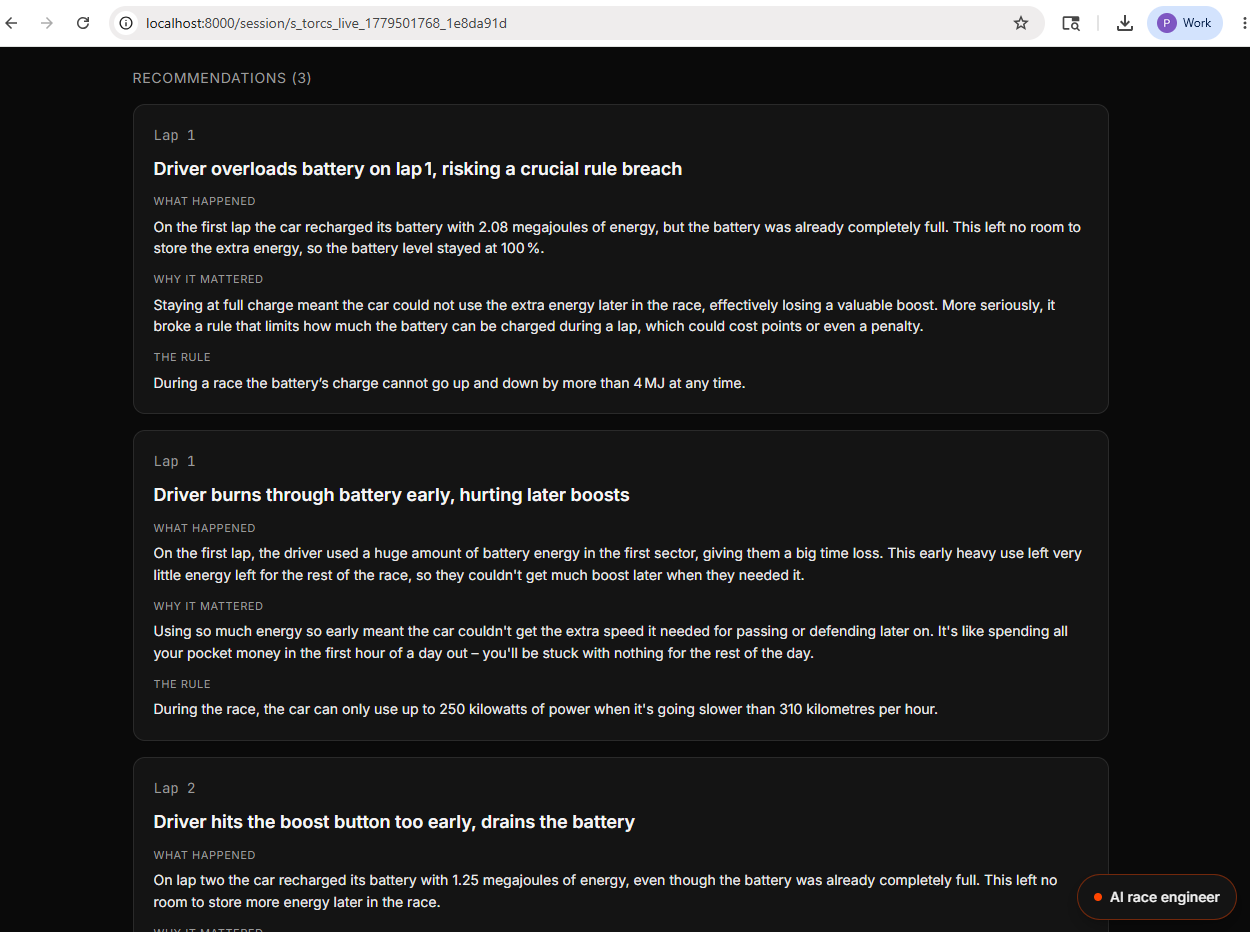 localhost:8000/session/s_torcs_live_1779501768_1e8da91d
P Work
RECOMMENDATIONS (3)
Lap 1
Driver overloads battery on lap 1, risking a crucial rule breach
WHAT HAPPENED
On the first lap the car recharged its battery with 2.08 megajoules of energy, but the battery was already completely full. This left no room to
store the extra energy, so the battery level stayed at 100 %.
WHY IT MATTERED
Staying at full charge meant the car could not use the extra energy later in the race, effectively losing a valuable boost. More seriously, it
broke a rule that limits how much the battery can be charged during a lap, which could cost points or even a penalty.
THE RULE
During a race the battery’s charge cannot go up and down by more than 4 MJ at any time.
Lap 1
Driver burns through battery early, hurting later boosts
WHAT HAPPENED
On the first lap, the driver used a huge amount of battery energy in the first sector, giving them a big time loss. This early heavy use left very
little energy left for the rest of the race, so they couldn't get much boost later when they needed it.
WHY IT MATTERED
Using so much energy so early meant the car couldn't get the extra speed it needed for passing or defending later on. It's like spending all
your pocket money in the first hour of a day out – you'll be stuck with nothing for the rest of the day.
THE RULE
During the race, the car can only use up to 250 kilowatts of power when it's going slower than 310 kilometres per hour.
Lap 2
Driver hits the boost button too early, drains the battery
WHAT HAPPENED
On lap two the car recharged its battery with 1.25 megajoules of energy, even though the battery was already completely full. This left no
room to store more energy later in the race.
AI race engineer
WHY IT MATTERED